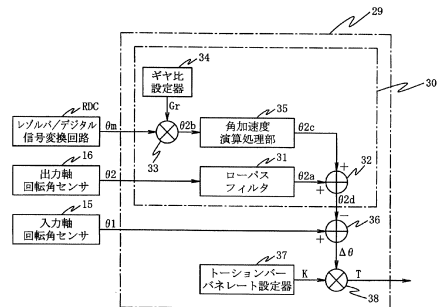 29
34
30
ギヤ比
設定器
RDC
Gr
35
レゾルバ/デジタル
信号変換回路
θm
θ2b
角加速度
演算処理部
θ2c
33
16
31
32
出力軸
回転角センサ
θ2
ローパス
フィルタ
θ2a
+
+
θ2d
15
入力軸
回転角センサ
θ1
−
+
36
Δθ
37
トーションバー
バネレート設定器
K
T
38